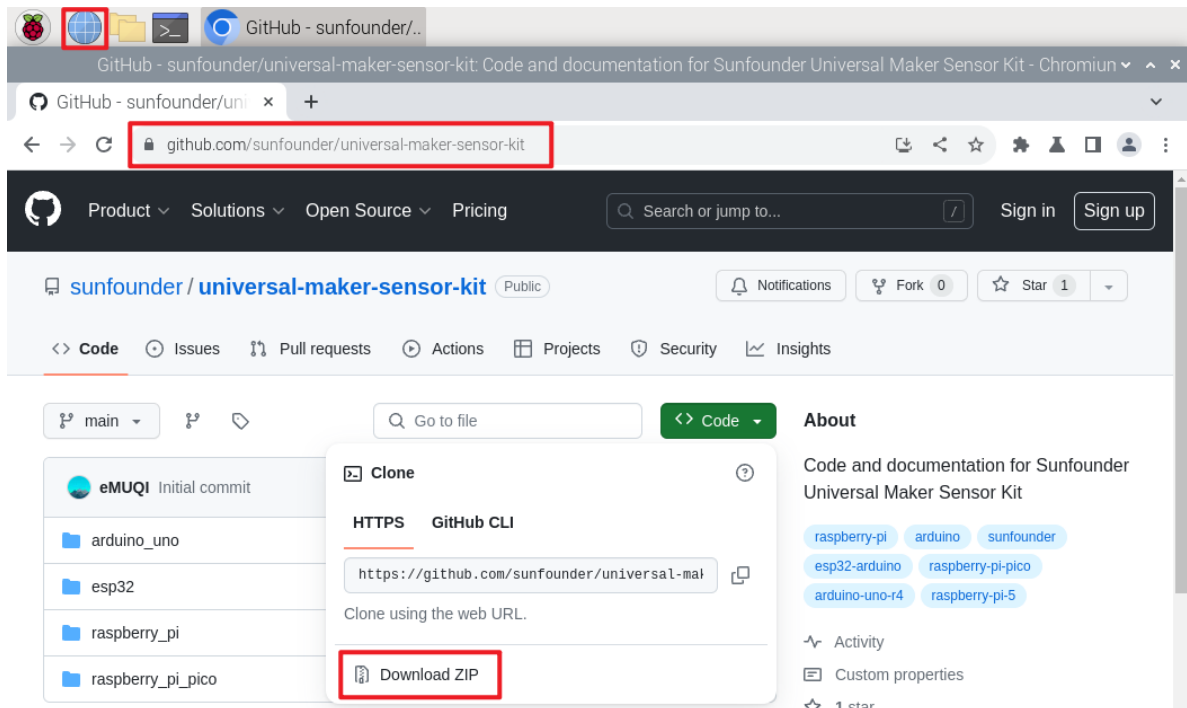 GitHub - sunfounder/..
GitHub - sunfounder/universal-maker-sensor-kit: Code and documentation for Sunfounder Universal Maker Sensor Kit - Chromiun
GitHub - sunfounder/uni
github.com/sunfounder/universal-maker-sensor-kit
Product Solutions Open Source Pricing Search or jump to... / Sign in Sign up
sunfounder / universal-maker-sensor-kit Public Notifications Fork 0 Star 1
Code Issues Pull requests Actions Projects Security Insights
main Go to file Code About
Code and documentation for Sunfounder
Universal Maker Sensor Kit
eMUQI Initial commit
Clone
HTTPS GitHub CLI
arduino_uno
raspberry-pi arduino sunfounder
esp32
https://github.com/sunfounder/universal-mak
esp32-arduino raspberry-pi-pico
Clone using the web URL.
arduino-uno-r4 raspberry-pi-5
raspberry_pi
Activity
raspberry_pi_pico
Download ZIP
Custom properties
1 star